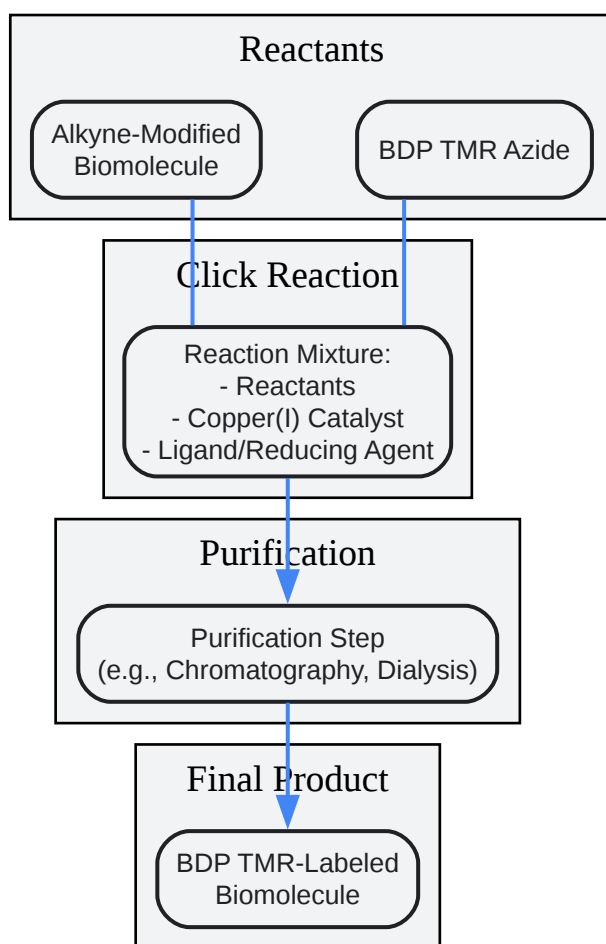 Reactants
Alkyne-Modified
Biomolecule
BDP TMR Azide
Click Reaction
Reaction Mixture:
- Reactants
- Copper(I) Catalyst
- Ligand/Reducing Agent
Purification
Purification Step
(e.g., Chromatography, Dialysis)
Final Product
BDP TMR-Labeled
Biomolecule